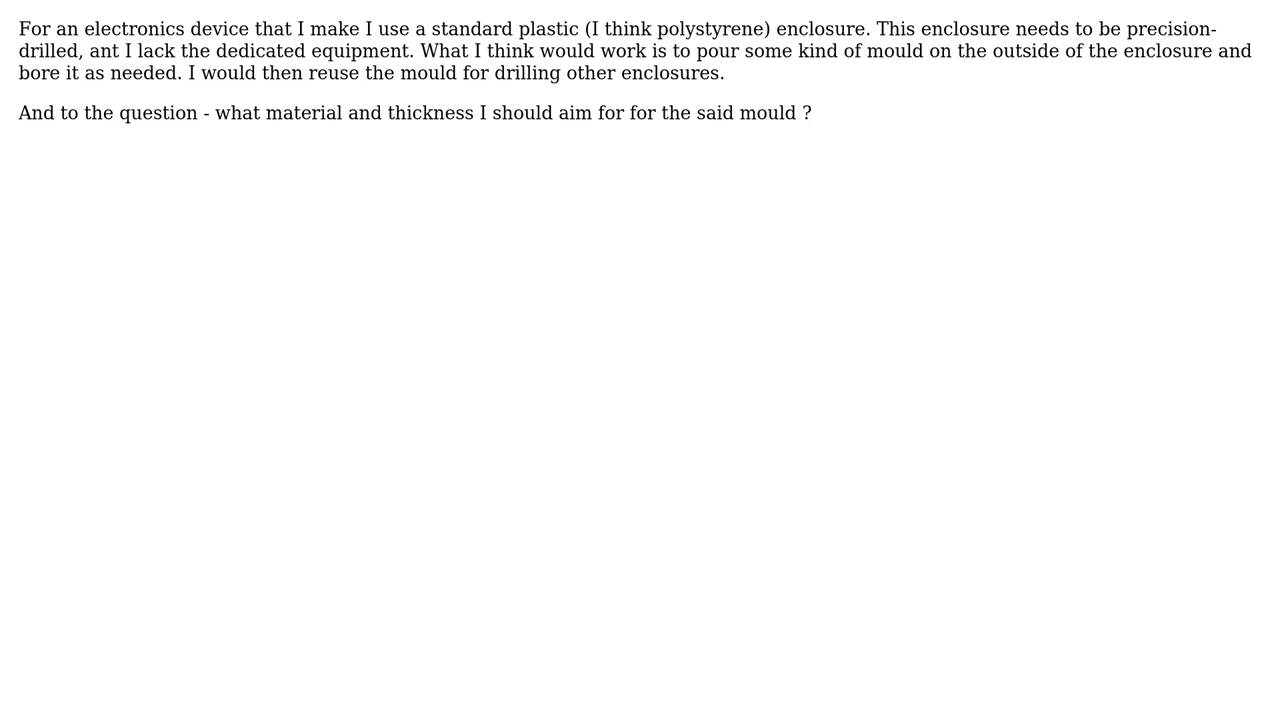 For an electronics device that I make I use a standard plastic (I think polystyrene) enclosure. This enclosure needs to be precision-
drilled, ant I lack the dedicated equipment. What I think would work is to pour some kind of mould on the outside of the enclosure and
bore it as needed. I would then reuse the mould for drilling other enclosures.
And to the question - what material and thickness I should aim for for the said mould ?